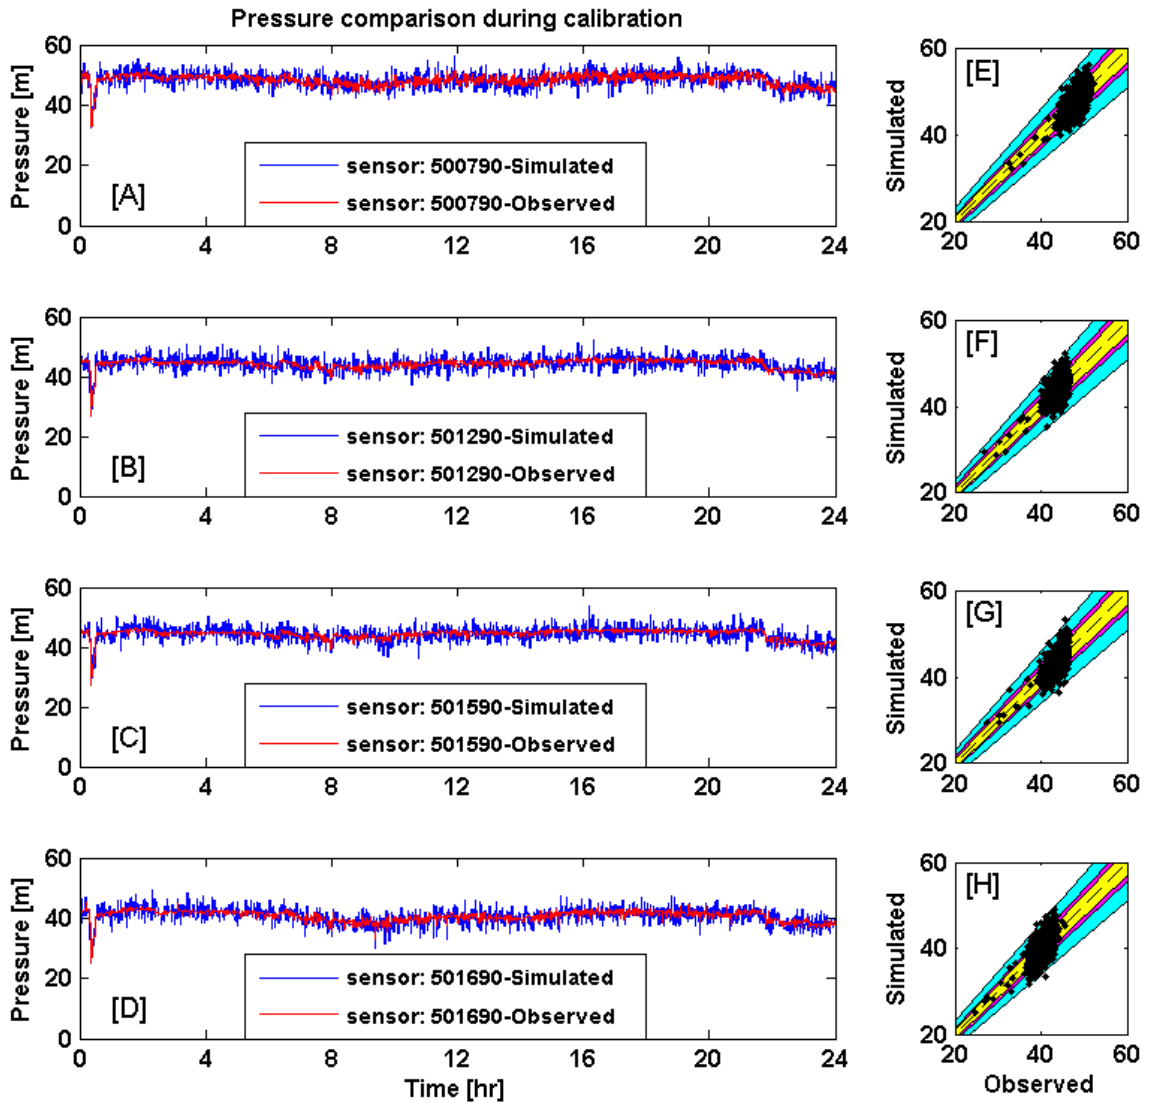 Pressure comparison during calibration
60
40
20
0
Pressure [m]
[A]
sensor: 500790-Simulated
sensor: 500790-Observed
0 4 8 12 16 20 24
60
40
20
Simulated
[E]
20 40 60
60
40
20
0
Pressure [m]
[B]
sensor: 501290-Simulated
sensor: 501290-Observed
0 4 8 12 16 20 24
60
40
20
Simulated
[F]
20 40 60
60
40
20
0
Pressure [m]
[C]
sensor: 501590-Simulated
sensor: 501590-Observed
0 4 8 12 16 20 24
60
40
20
Simulated
[G]
20 40 60
60
40
20
0
Pressure [m]
[D]
sensor: 501690-Simulated
sensor: 501690-Observed
0 4 8 12 16 20 24
Time [hr]
60
40
20
Simulated
[H]
20 40 60
Observed